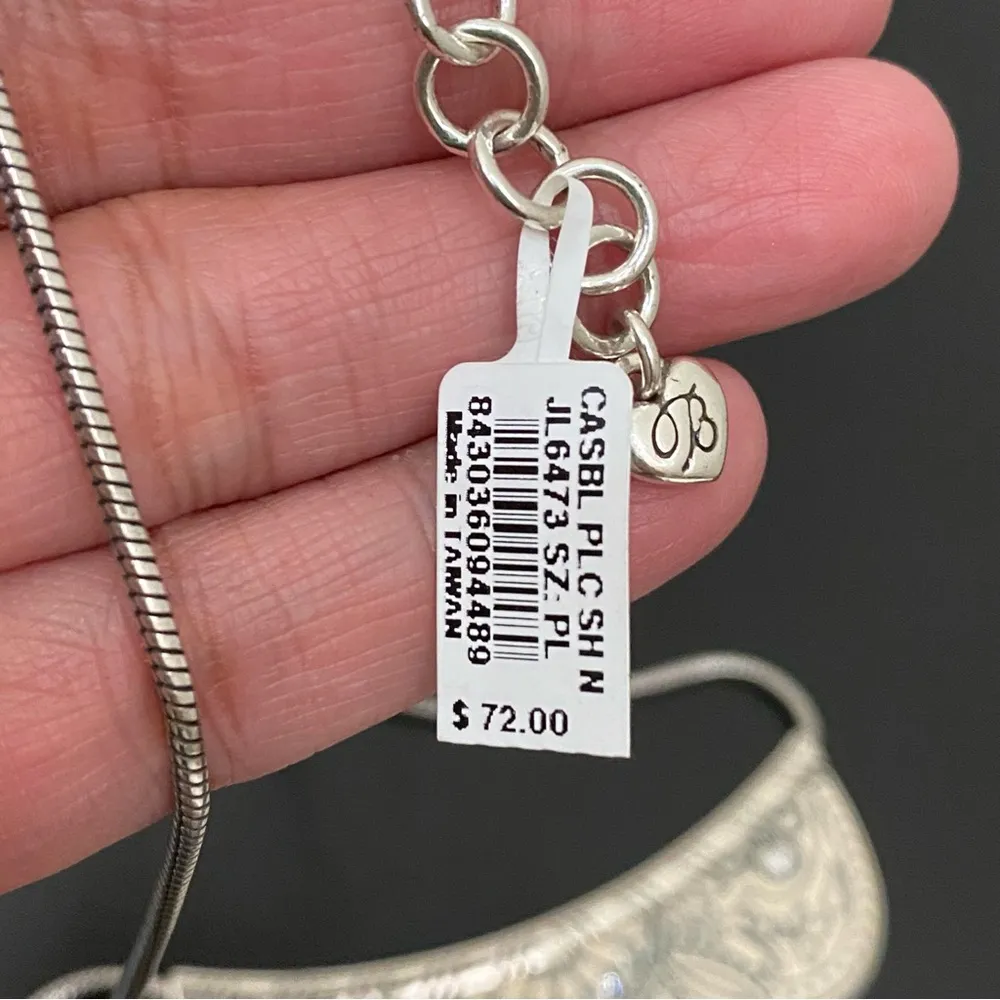 CASBL PLC SH N
JL6473 SZ: PL
843036094489
Made in TAIWAN
$ 72.00